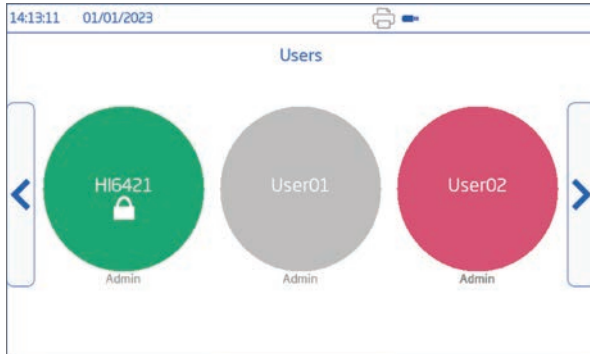 14:13:11 01/01/2023
Users
HI6421 User01 User02
Admin Admin Admin